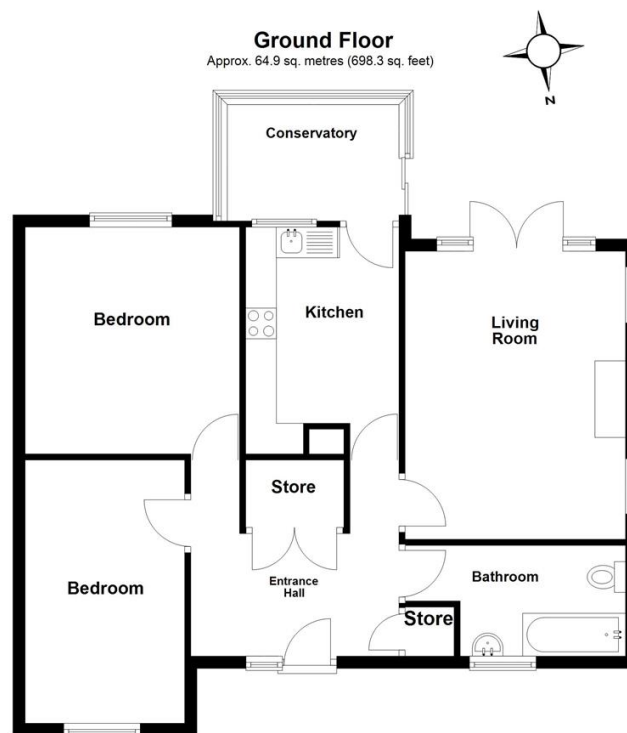 Ground Floor
Approx. 64.9 sq. metres (698.3 sq. feet)
N
Conservatory
Bedroom
Kitchen
Living
Room
Store
Bedroom
Entrance
Hall
Bathroom
Store